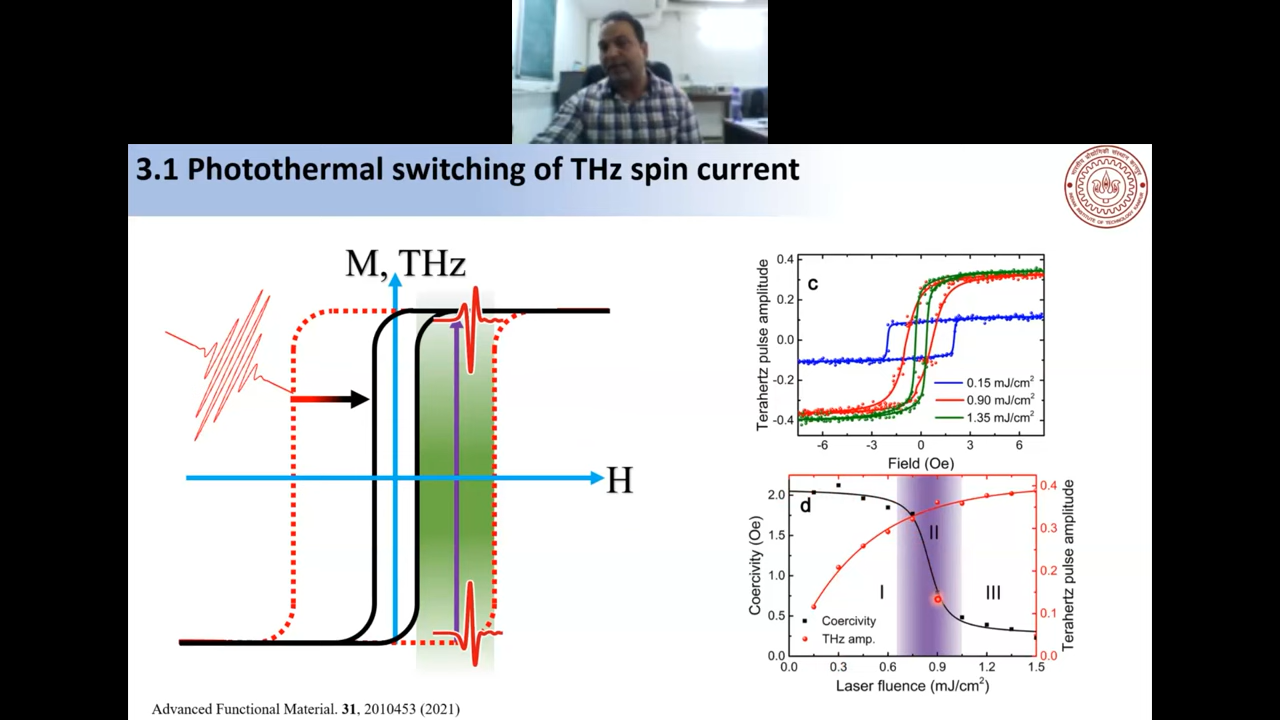 3.1 Photothermal switching of THz spin current
M, THz
H
c
Terahertz pulse amplitude
0.4
0.2
0.0
-0.2
-0.4
0.15 mJ/cm²
0.90 mJ/cm²
1.35 mJ/cm²
-6 -3 0 3 6
Field (Oe)
d
Coercivity (Oe)
2.0
1.5
1.0
0.5
0.0
I
II
III
Coercivity
THz amp.
0.4
0.3
0.2
0.1
0.0
Terahertz pulse amplitude
0.0 0.3 0.6 0.9 1.2 1.5
Laser fluence (mJ/cm²)
Advanced Functional Material. 31, 2010453 (2021)